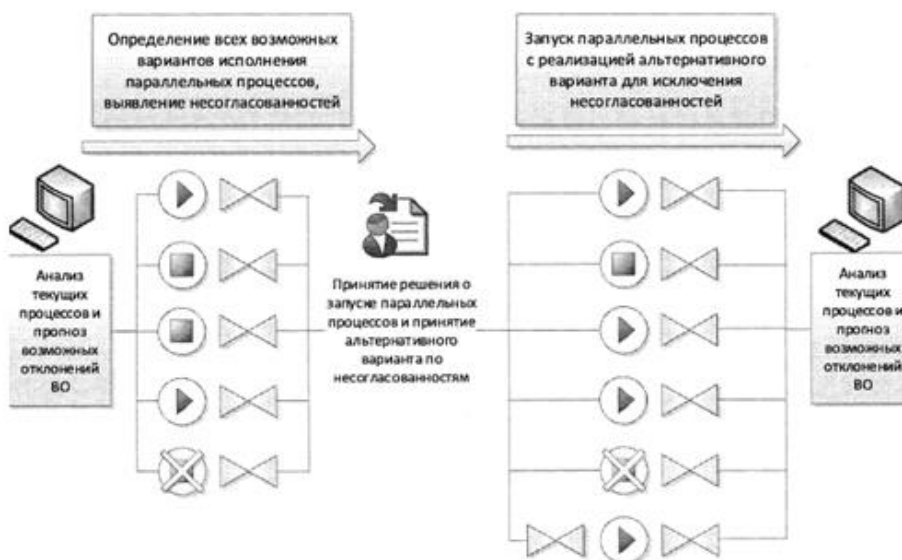 Определение всех возможных
вариантов исполнения
параллельных процессов,
выявление несогласованностей
Запуск параллельных процессов
с реализацией альтернативного
варианта для исключения
несогласованностей
Анализ
текущих
процессов и
прогноз
возможных
отклонений
ВО
Принятие решения о
запуске параллельных
процессов и принятие
альтернативного
варианта по
несогласованностям
Анализ
текущих
процессов и
прогноз
возможных
отклонений
ВО